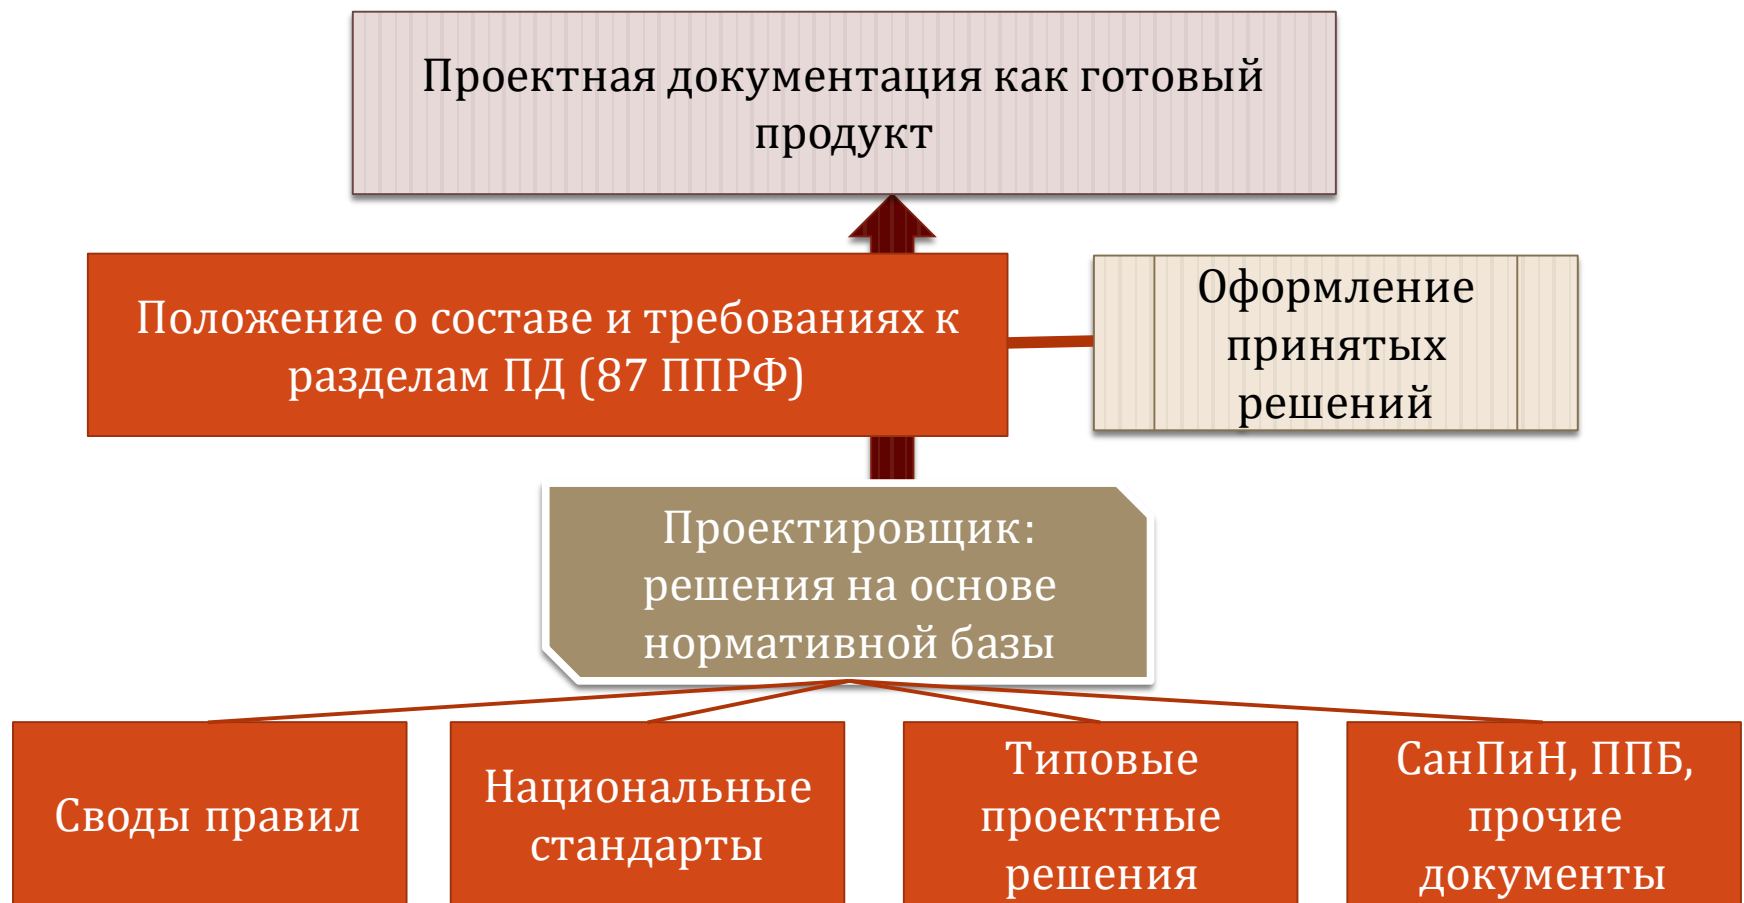 Проектная документация как готовый
продукт
Положение о составе и требованиях к
разделам ПД (87 ППРФ)
Оформление
принятых
решений
Проектировщик:
решения на основе
нормативной базы
Своды правил
Национальные
стандарты
Типовые
проектные
решения
СанПиН, ППБ,
прочие
документы